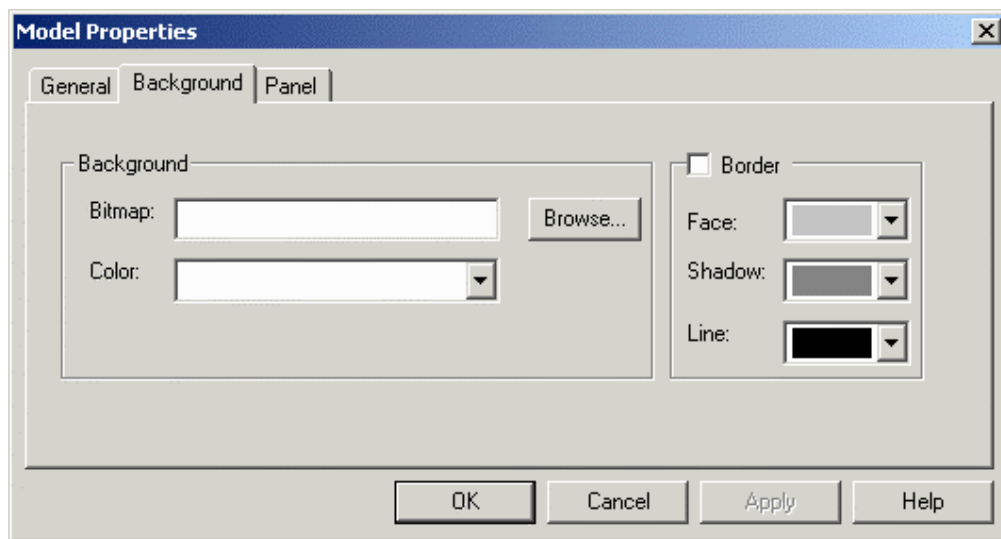 Model Properties
General Background Panel
Background
Bitmap:
Browse...
Color:
Border
Face:
Shadow:
Line:
OK Cancel Apply Help